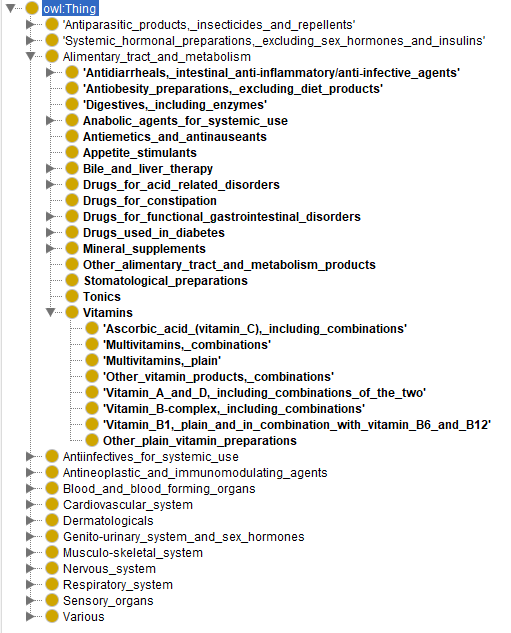 owl:Thing
'Antiparasitic_products,_insecticides_and_repellents'
'Systemic_hormonal_preparations,_excluding_sex_hormones_and_insulins'
Alimentary_tract_and_metabolism
'Antidiarrheals,_intestinal_anti-inflammatory/anti-infective_agents'
'Antiobesity_preparations,_excluding_diet_products'
'Digestives,_including_enzymes'
Anabolic_agents_for_systemic_use
Antiemetics_and_antinauseants
Appetite_stimulants
Bile_and_liver_therapy
Drugs_for_acid_related_disorders
Drugs_for_constipation
Drugs_for_functional_gastrointestinal_disorders
Drugs_used_in_diabetes
Mineral_supplements
Other_alimentary_tract_and_metabolism_products
Stomatological_preparations
Tonics
Vitamins
'Ascorbic_acid_(vitamin_C),_including_combinations'
'Multivitamins,_combinations'
'Multivitamins,_plain'
'Other_vitamin_products,_combinations'
'Vitamin_A_and_D,_including_combinations_of_the_two'
'Vitamin_B-complex,_including_combinations'
'Vitamin_B1,_plain_and_in_combination_with_vitamin_B6_and_B12'
Other_plain_vitamin_preparations
Antiinfectives_for_systemic_use
Antineoplastic_and_immunomodulating_agents
Blood_and_blood_forming_organs
Cardiovascular_system
Dermatologicals
Genito-urinary_system_and_sex_hormones
Musculo-skeletal_system
Nervous_system
Respiratory_system
Sensory_organs
Various